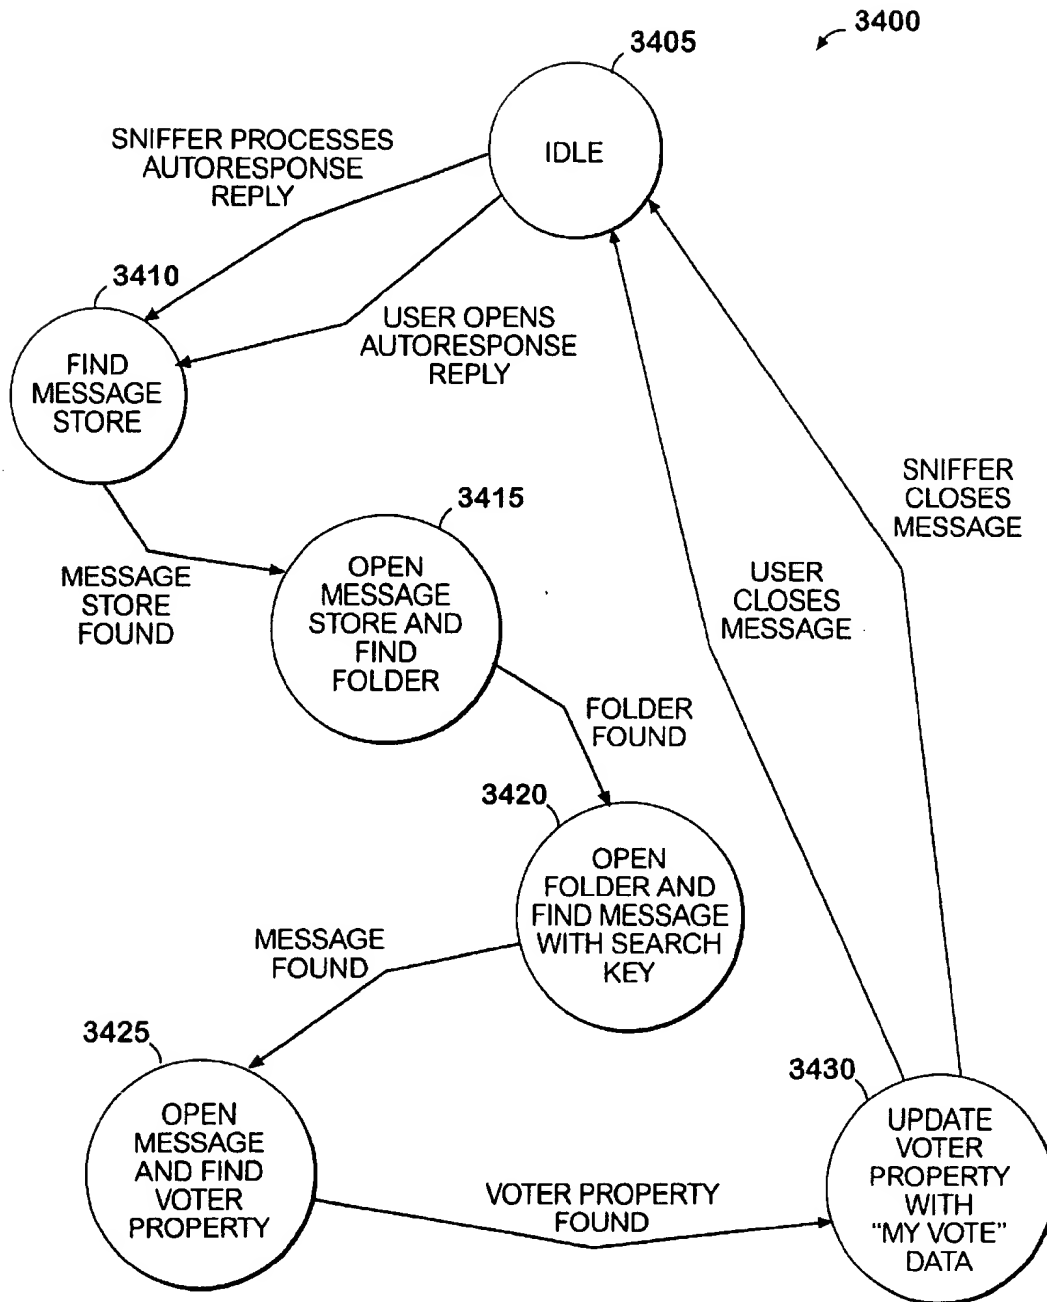 3400
3405
IDLE
SNIFFER PROCESSES
AUTORESPONSE
REPLY
USER OPENS
AUTORESPONSE
REPLY
3410
FIND
MESSAGE
STORE
MESSAGE
STORE
FOUND
3415
OPEN
MESSAGE
STORE AND
FIND
FOLDER
FOLDER
FOUND
3420
OPEN
FOLDER AND
FIND MESSAGE
WITH SEARCH
KEY
MESSAGE
FOUND
3425
OPEN
MESSAGE
AND FIND
VOTER
PROPERTY
VOTER PROPERTY
FOUND
3430
UPDATE
VOTER
PROPERTY
WITH
“MY VOTE”
DATA
USER
CLOSES
MESSAGE
SNIFFER
CLOSES
MESSAGE